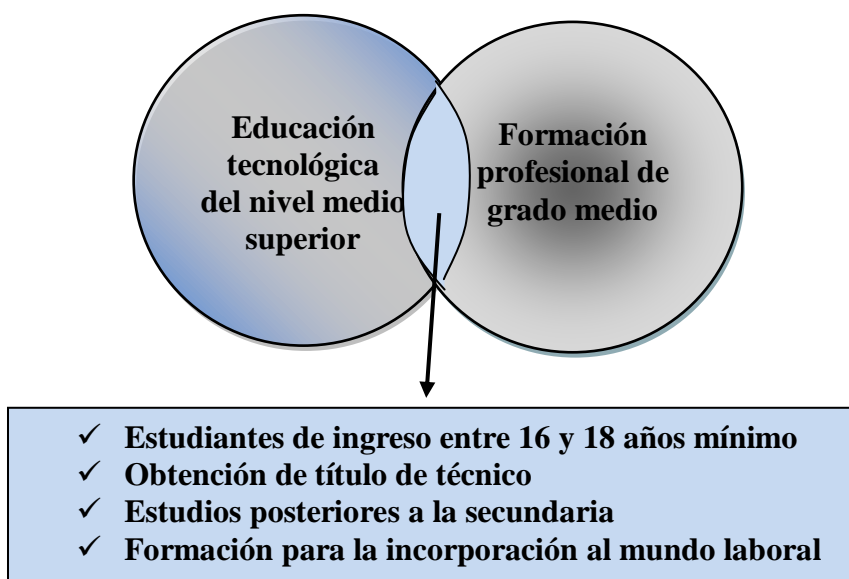 Educación
tecnológica
del nivel medio
superior
Formación
profesional de
grado medio
✓ Estudiantes de ingreso entre 16 y 18 años mínimo
✓ Obtención de título de técnico
✓ Estudios posteriores a la secundaria
✓ Formación para la incorporación al mundo laboral